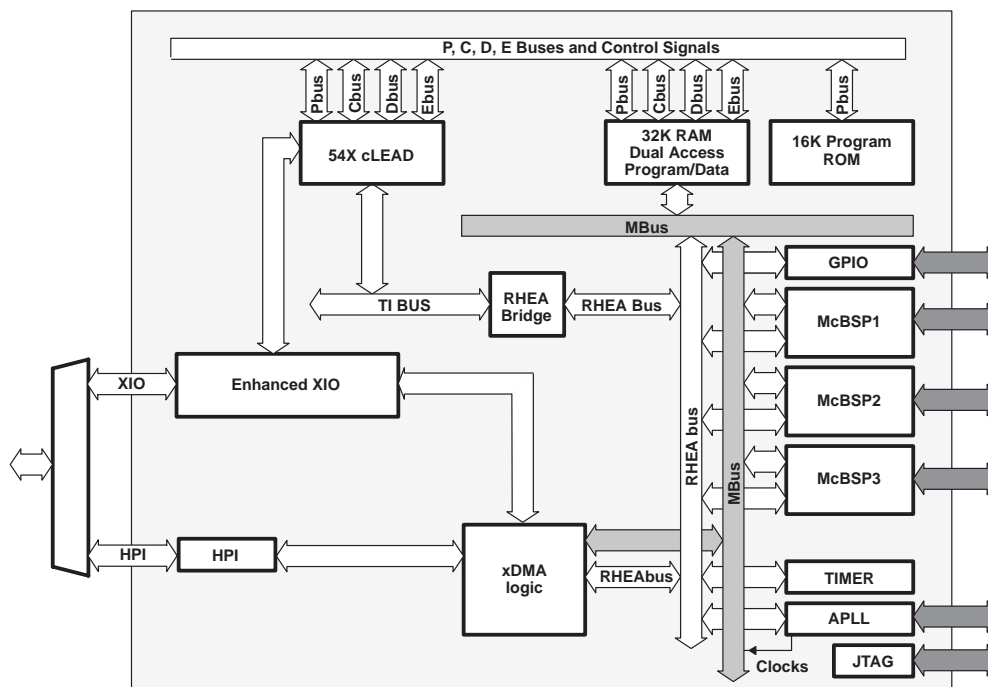 P, C, D, E Buses and Control Signals
Pbus
Cbus
Dbus
Ebus
Pbus
Cbus
Dbus
Ebus
Pbus
54X cLEAD
32K RAM
Dual Access
Program/Data
16K Program
ROM
MBus
GPIO
TI BUS
RHEA
Bridge
RHEA Bus
McBSP1
XIO
Enhanced XIO
McBSP2
RHEA bus
MBus
McBSP3
HPI
HPI
xDMA
logic
RHEAbus
TIMER
APLL
Clocks
JTAG